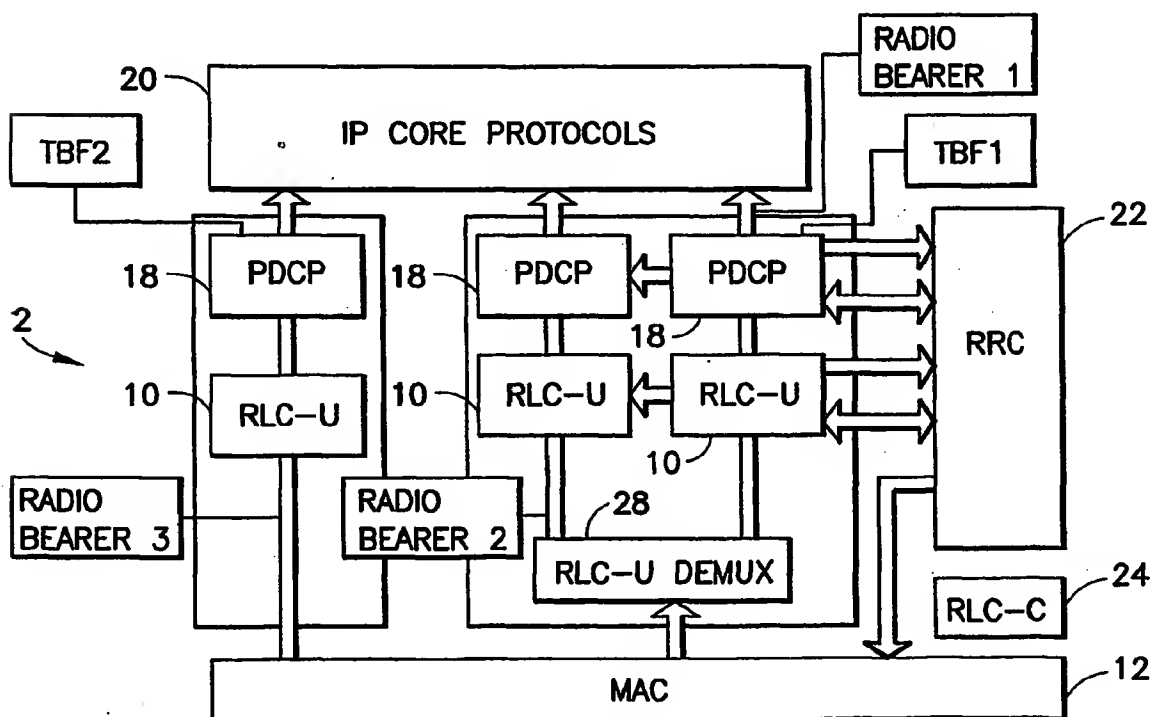 RADIO
BEARER 1
20
IP CORE PROTOCOLS
TBF2
TBF1
22
18
PDCP
18
PDCP
PDCP
18
RRC
2
10
RLC-U
10
RLC-U
RLC-U
10
RADIO
BEARER 3
RADIO
BEARER 2
28
RLC-U DEMUX
24
RLC-C
12
MAC